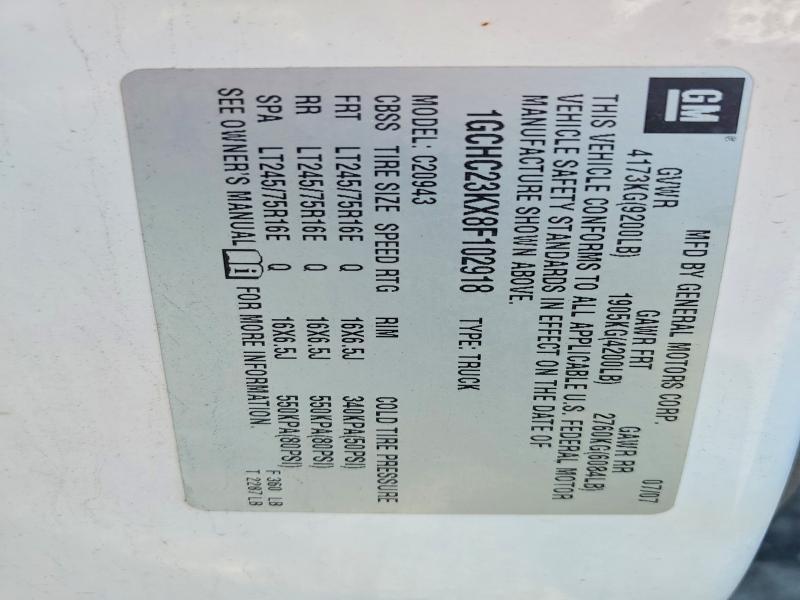 GM
MFD BY GENERAL MOTORS CORP. 07/07
GVWR GAWR FRT GAWR RR
4173KG(9200LB) 1905KG(4200LB) 2760KG(6084LB)
THIS VEHICLE CONFORMS TO ALL APPLICABLE U.S. FEDERAL MOTOR
VEHICLE SAFETY STANDARDS IN EFFECT ON THE DATE OF
MANUFACTURE SHOWN ABOVE.
1GCHC23KX8F102918 TYPE: TRUCK
MODEL: C20943
CBSS TIRE SIZE SPEED RTG RIM COLD TIRE PRESSURE
FRT LT245/75R16E Q 16X6.5J 340KPA(50PSI)
RR LT245/75R16E Q 16X6.5J 550KPA(80PSI)
SPA LT245/75R16E Q 16X6.5J 550KPA(80PSI)
SEE OWNER'S MANUAL i FOR MORE INFORMATION
F 360 LB
T 2287 LB